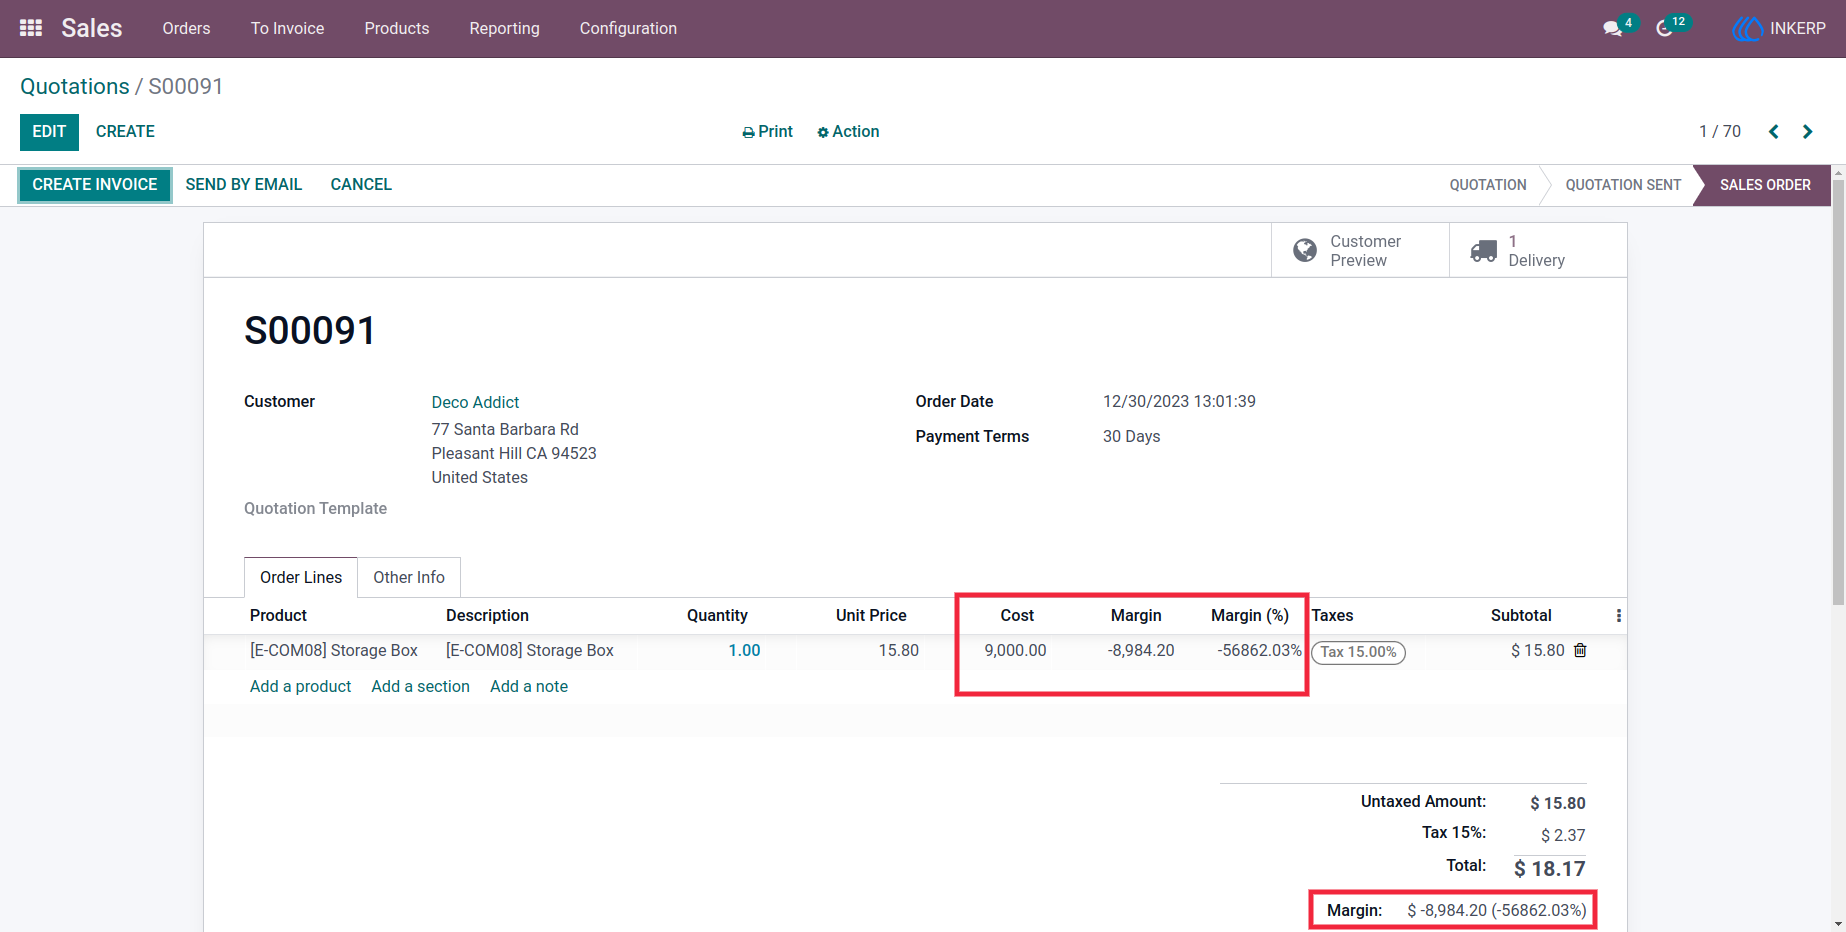 Sales Orders To Invoice Products Reporting Configuration 4 12 INKERP
Quotations / S00091
EDIT CREATE Print Action 1 / 70
CREATE INVOICE SEND BY EMAIL CANCEL QUOTATION QUOTATION SENT SALES ORDER
Customer Preview
1 Delivery
S00091
Customer Deco Addict
77 Santa Barbara Rd
Pleasant Hill CA 94523
United States
Order Date 12/30/2023 13:01:39
Payment Terms 30 Days
Quotation Template
Order Lines Other Info
Product Description Quantity Unit Price Cost Margin Margin (%) Taxes Subtotal
[E-COM08] Storage Box [E-COM08] Storage Box 1.00 15.80 9,000.00 -8,984.20 -56862.03% Tax 15.00% $ 15.80
Add a product Add a section Add a note
Untaxed Amount: $ 15.80
Tax 15%: $ 2.37
Total: $ 18.17
Margin: $ -8,984.20 (-56862.03%)